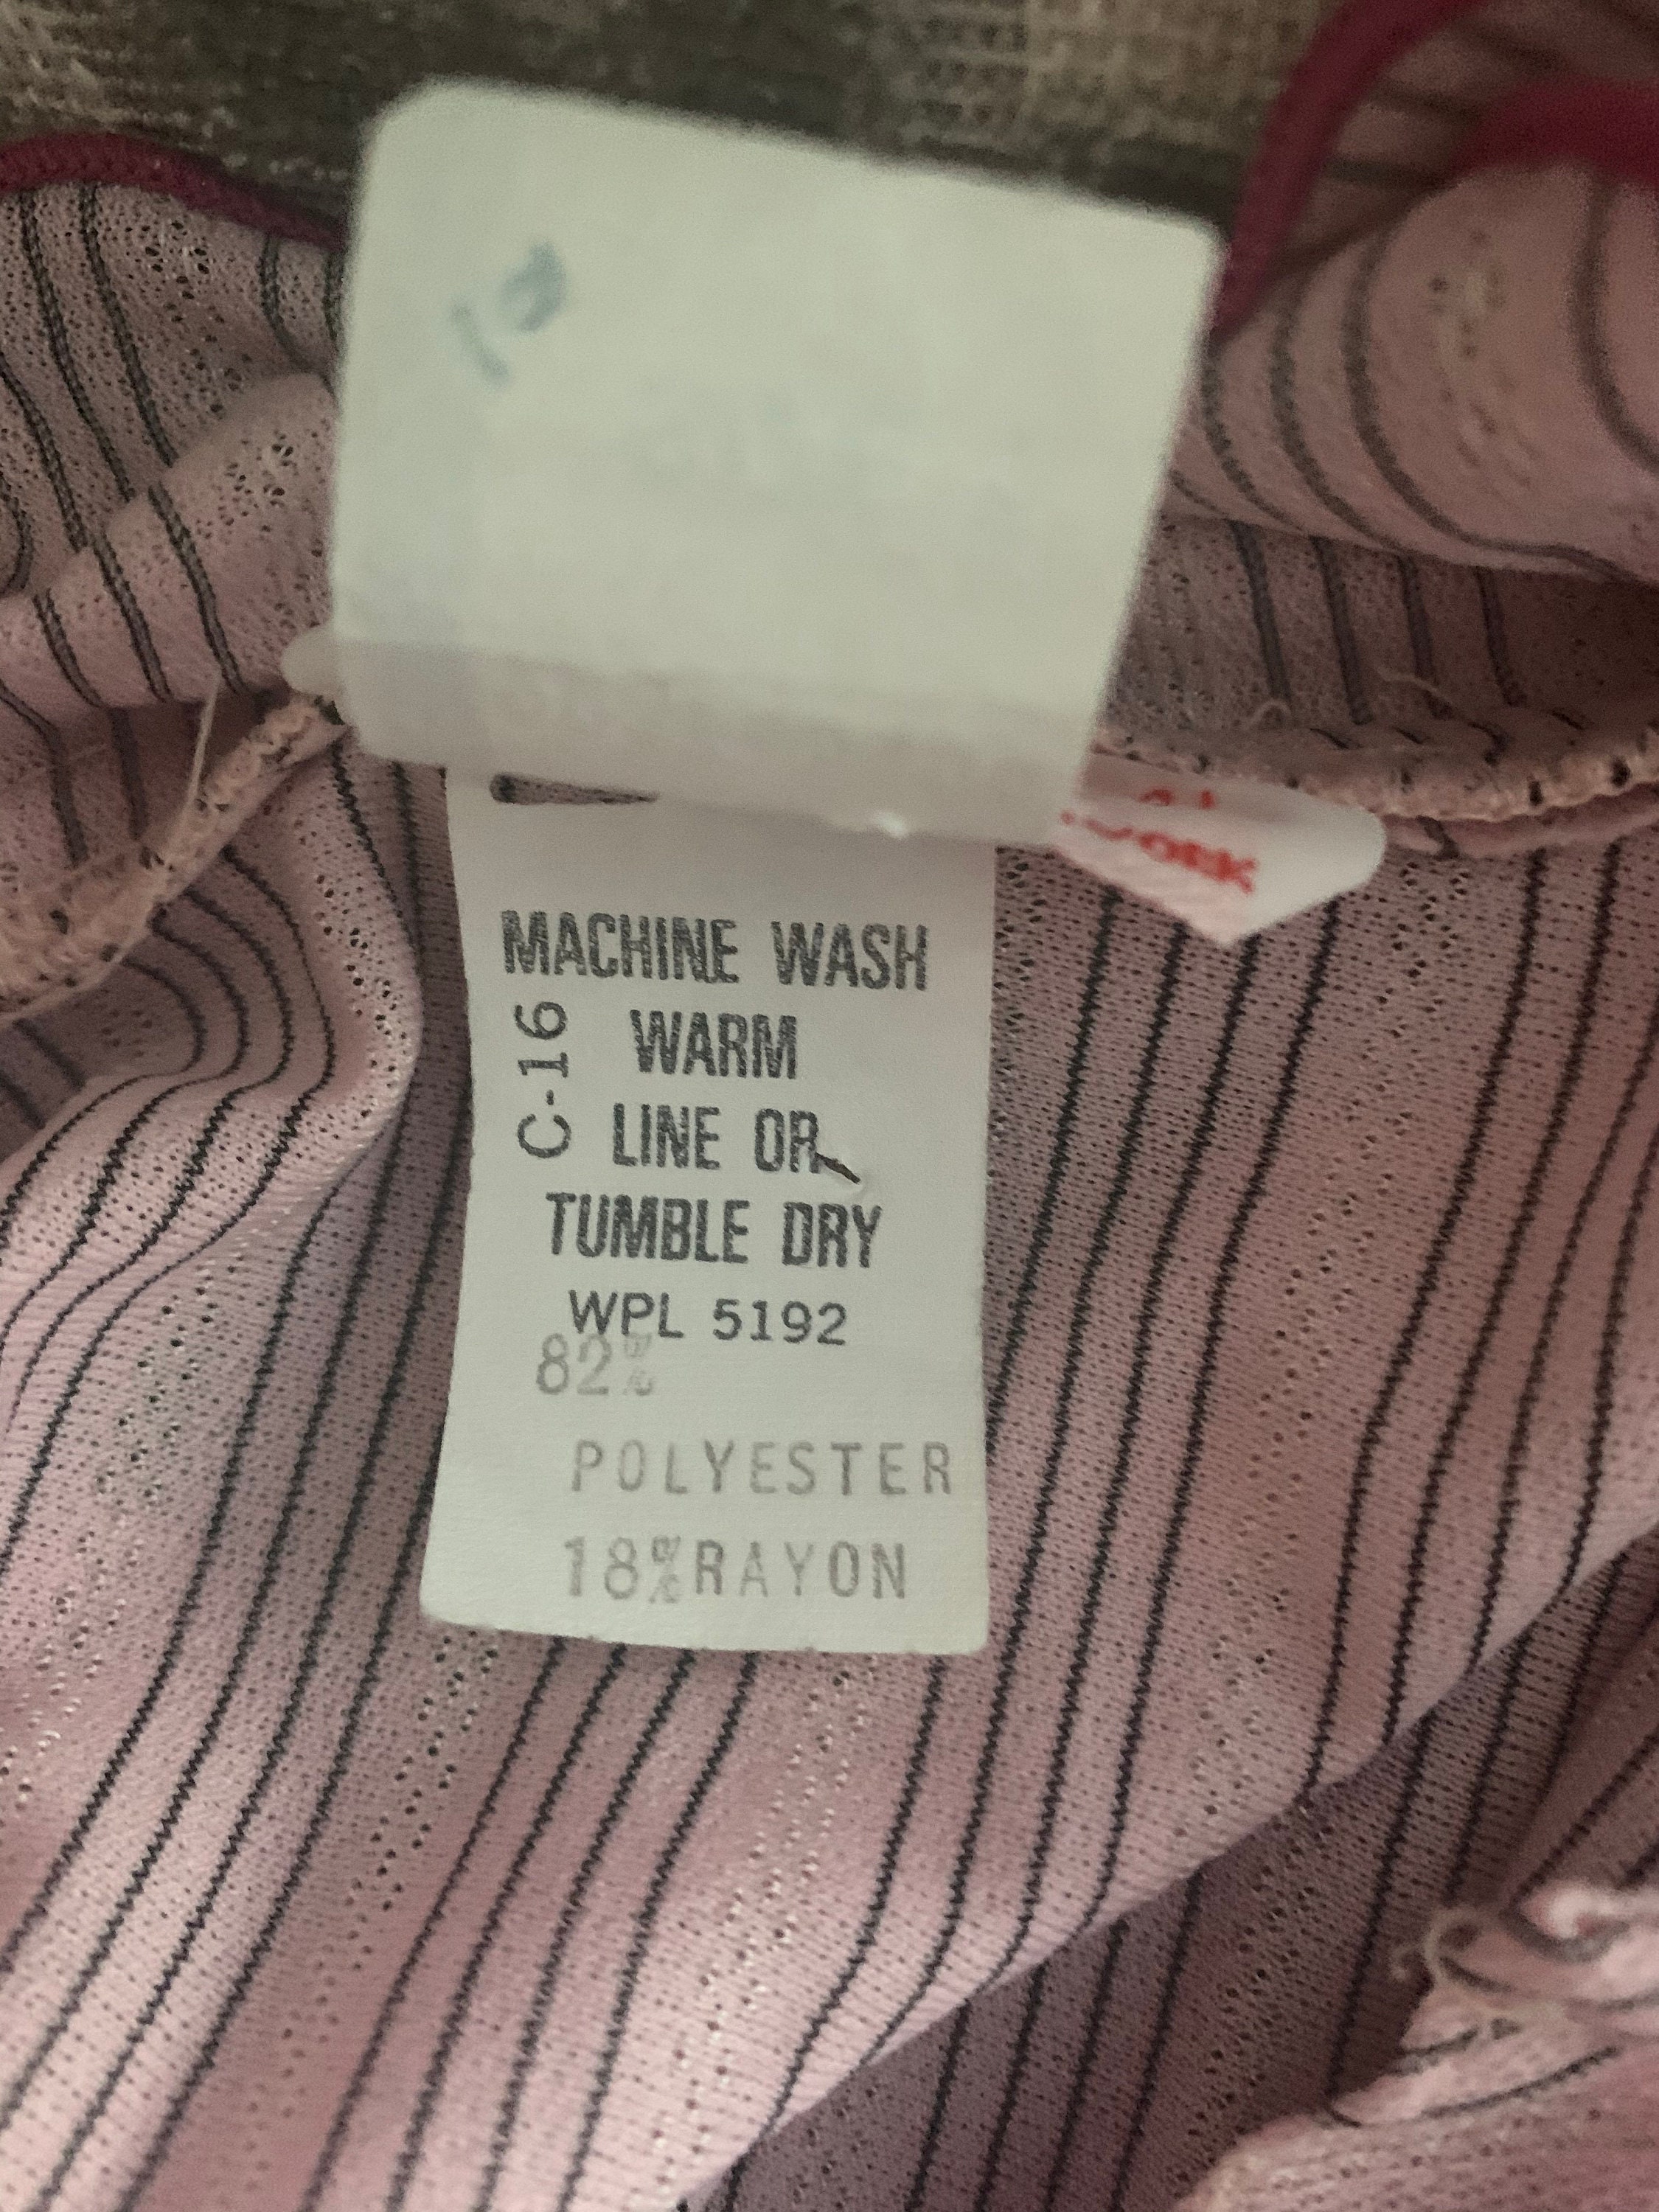 MACHINE WASH
C-16
WARM
LINE OR
TUMBLE DRY
WPL 5192
82%
POLYESTER
18% RAYON